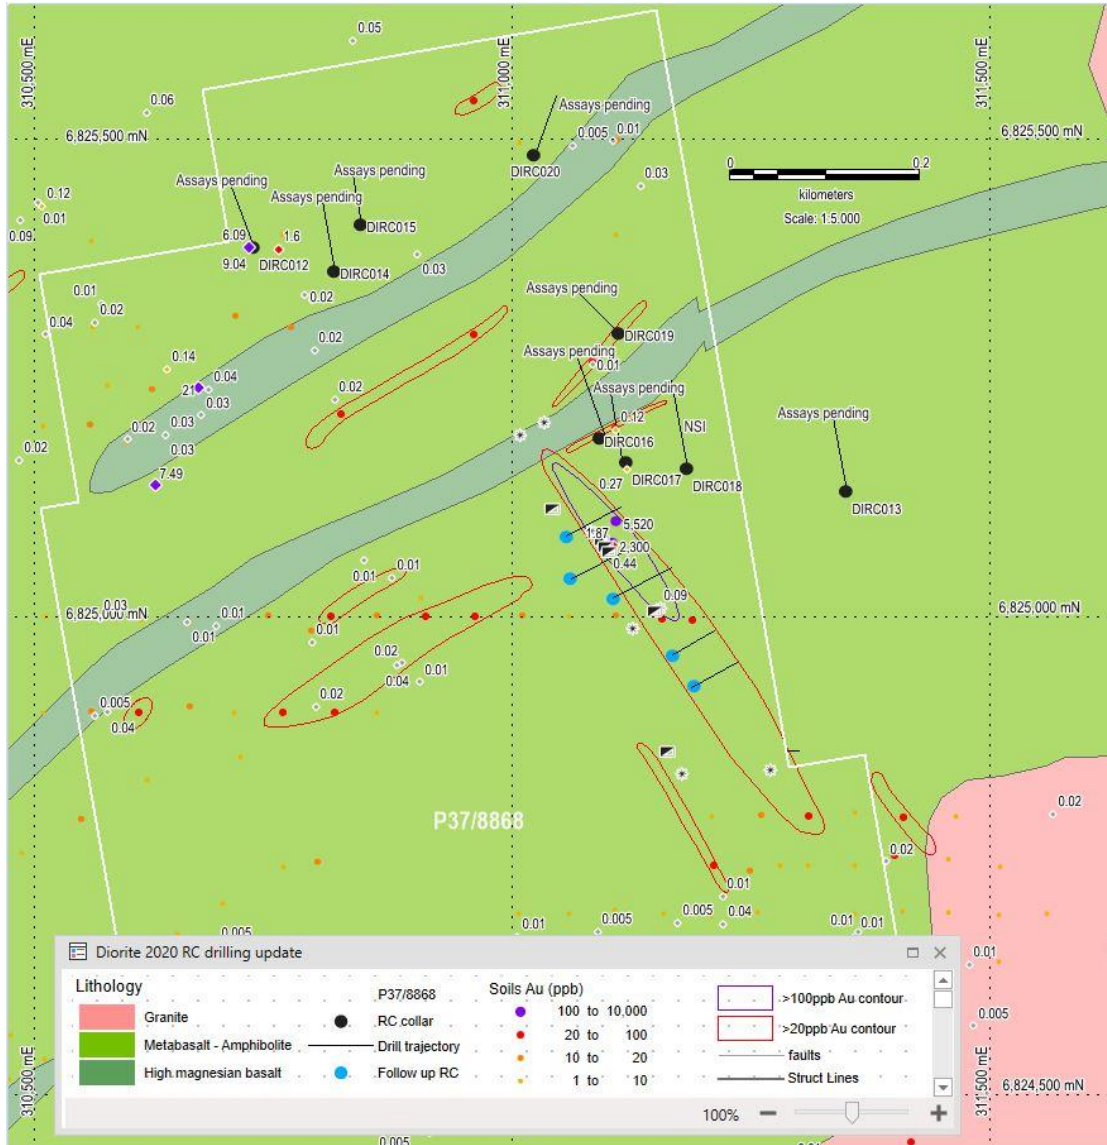 0.05
310,500 mE
311,000 mE
311,500 mE
0.06
Assays pending
0.005
0.01
6,825,500 mN
6,825,500 mN
DIRC020
0
0.2
kilometers
Scale: 1:5.000
Assays pending
Assays pending
Assays pending
0.03
0.12
0.01
0.09
6.09
1.6
DIRC015
9.04
DIRC012
DIRC014
0.03
0.01
0.02
0.02
Assays pending
0.04
0.02
DIRC019
Assays pending
0.01
0.14
0.04
21
0.03
0.02
Assays pending
Assays pending
0.12
NSI
0.02
0.03
0.03
0.02
DIRC016
7.49
0.27
DIRC017
DIRC018
DIRC013
5,520
1.87
2,300
0.44
0.01
0.01
0.09
0.03
6,825,000 mN
6,825,000 mN
0.01
0.01
0.01
0.02
0.01
0.04
0.005
0.04
0.02
P37/8868
0.02
0.02
0.01
0.005
0.01
0.005
0.005
0.04
0.01
0.01
0.01
0.005
Diorite 2020 RC drilling update
Lithology
Granite
Metabasalt - Amphibolite
High magnesian basalt
P37/8868
RC collar
Drill trajectory
Follow up RC
Soils Au (ppb)
100 to 10,000
20 to 100
10 to 20
1 to 10
>100ppb Au contour
>20ppb Au contour
faults
Struct Lines
100%
310,500 mE
311,500 mE
6,824,500 mN
0.005